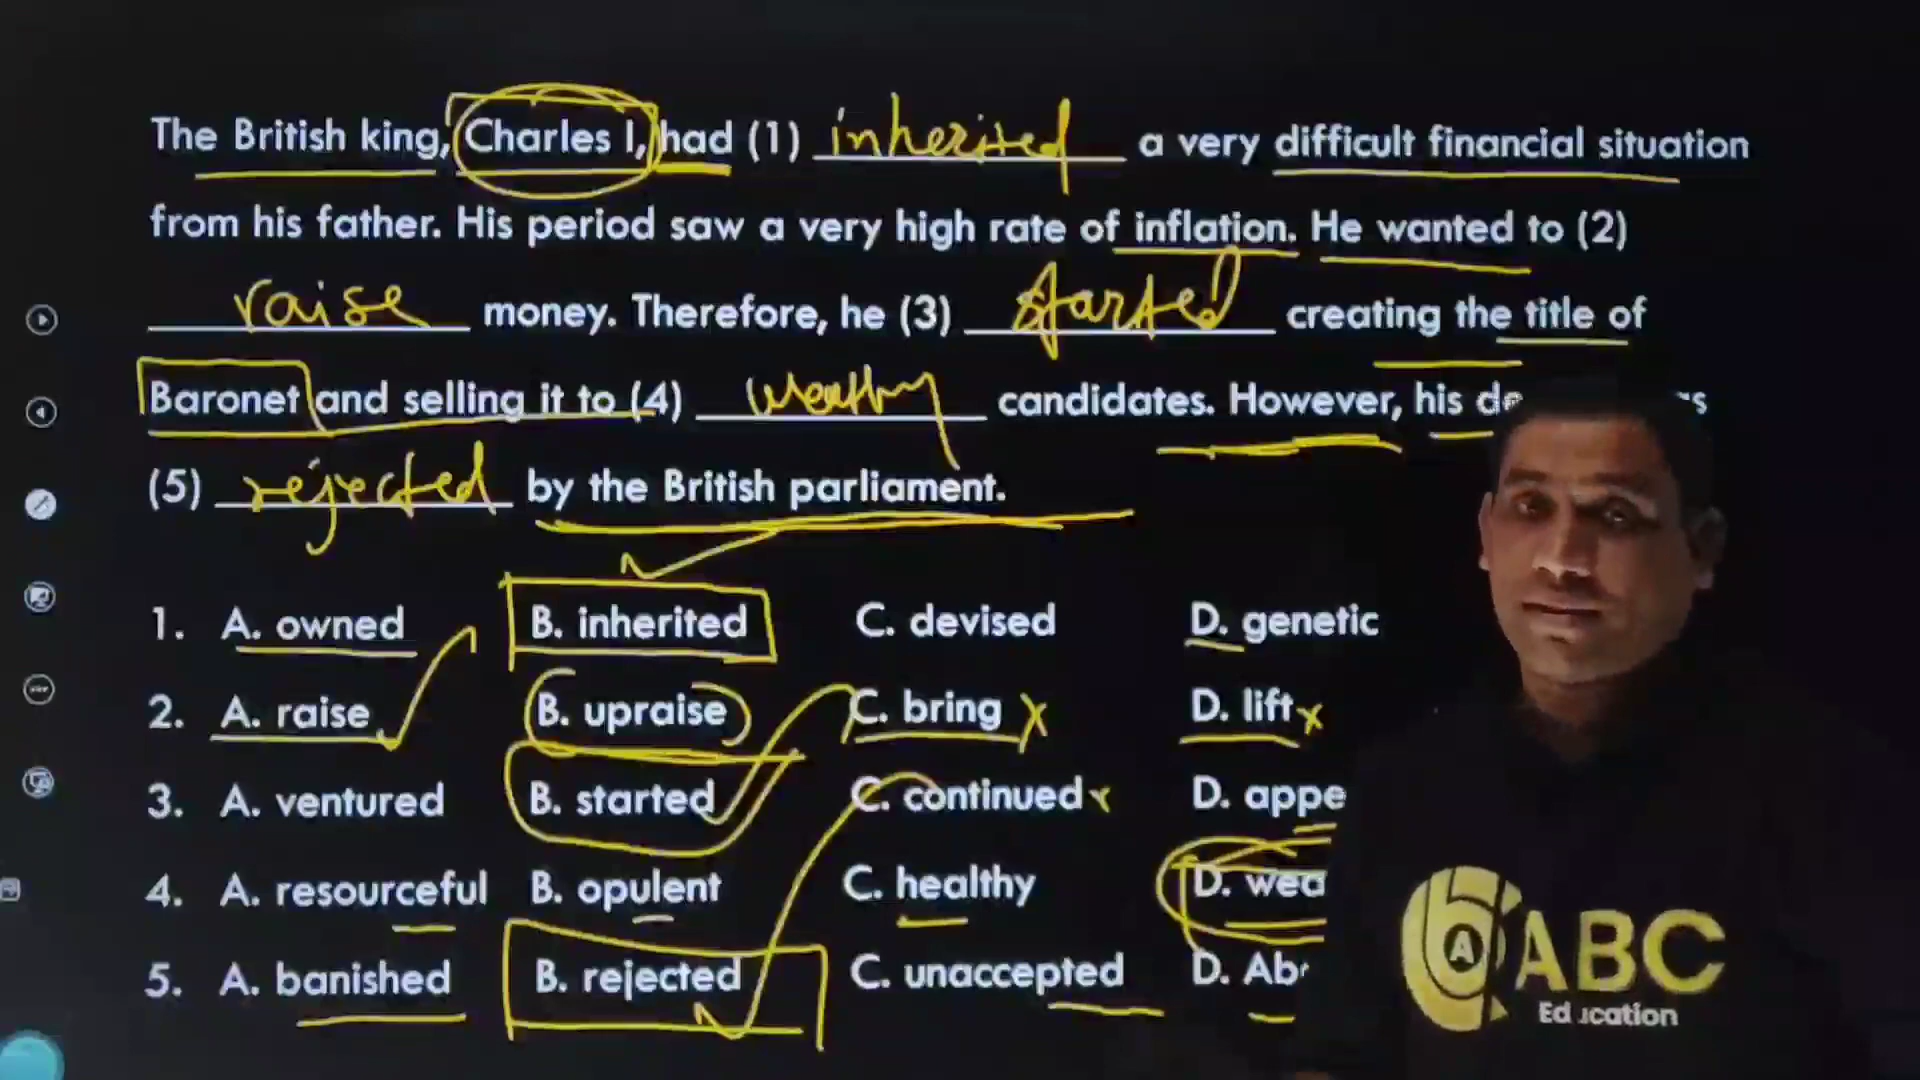 The British king, Charles I, had (1) inherited a very difficult financial situation
from his father. His period saw a very high rate of inflation. He wanted to (2)
raise money. Therefore, he (3) started creating the title of
Baronet and selling it to (4) candidates. However, his
(5) rejected by the British parliament.
1. A. owned B. inherited C. devised D. genetic
2. A. raise B. upraise C. bring x D. lift x
3. A. ventured B. started C. continued x D. appe
4. A. resourceful B. opulent C. healthy D. wea
5. A. banished B. rejected C. unaccepted D. Ab
A ABC
Education